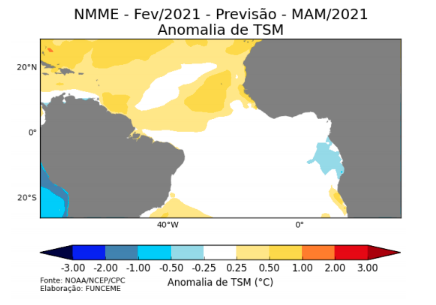 NMME - Fev/2021 - Previsão - MAM/2021
Anomalia de TSM
20°N
0°
20°S
40°W
0°
-3.00 -2.00 -1.00 -0.50 -0.25 0.25 0.50 1.00 2.00 3.00
Fonte: NOAA/NCEP/CPC
Elaboração: FUNCEME
Anomalia de TSM (°C)